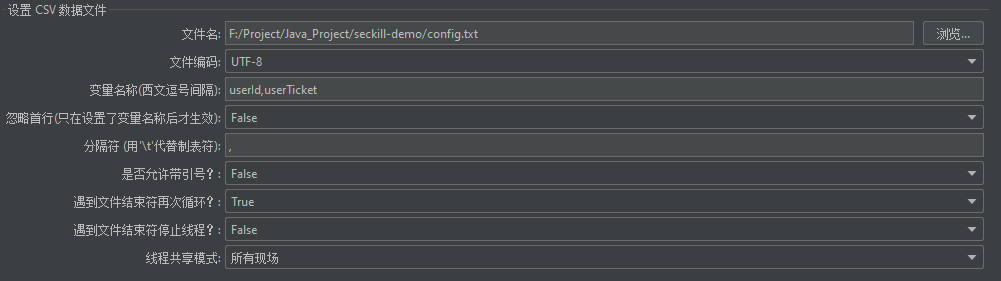 设置 CSV 数据文件
文件名: F:/Project/Java_Project/seckill-demo/config.txt 浏览...
文件编码: UTF-8
变量名称(西文逗号间隔): userId,userTicket
忽略首行(只在设置了变量名称后才生效): False
分隔符 (用'\t'代替制表符): ,
是否允许带引号?: False
遇到文件结束符再次循环?: True
遇到文件结束符停止线程?: False
线程共享模式: 所有现场